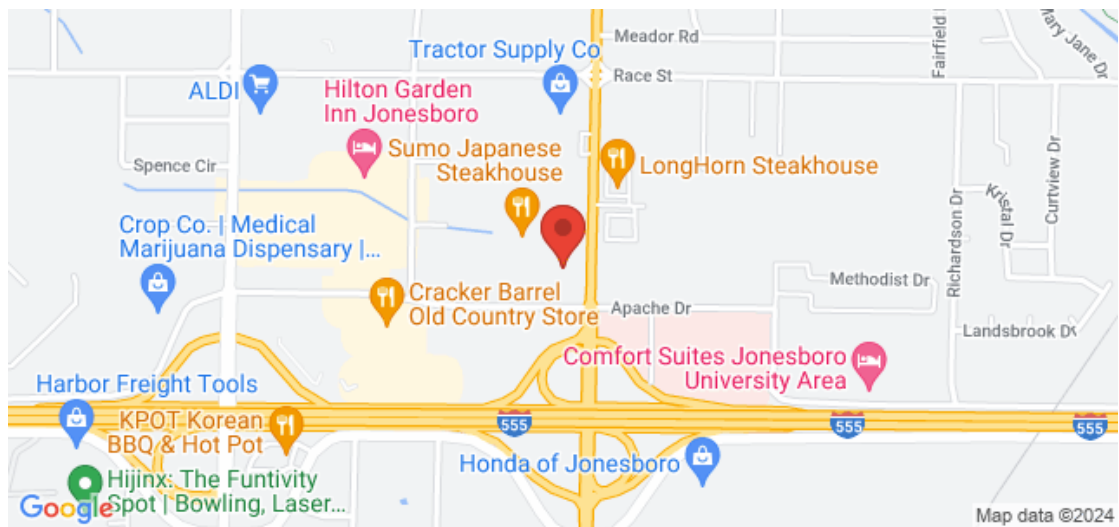 Meador Rd
Tractor Supply Co
Race St
Fairfield
Mary Jane Dr
ALDI
Hilton Garden
Inn Jonesboro
Spence Cir
Sumo Japanese
Steakhouse
LongHorn Steakhouse
Curtview Dr
Kristal Dr
Richardson Dr
Crop Co. | Medical
Marijuana Dispensary |...
Methodist Dr
Cracker Barrel
Old Country Store
Apache Dr
Landsbrook D
Comfort Suites Jonesboro
University Area
Harbor Freight Tools
KPOT Korean
BBQ & Hot Pot
555
555
555
Honda of Jonesboro
Hijinx: The Funtivity
Spot | Bowling, Laser...
Google
Map data ©2024